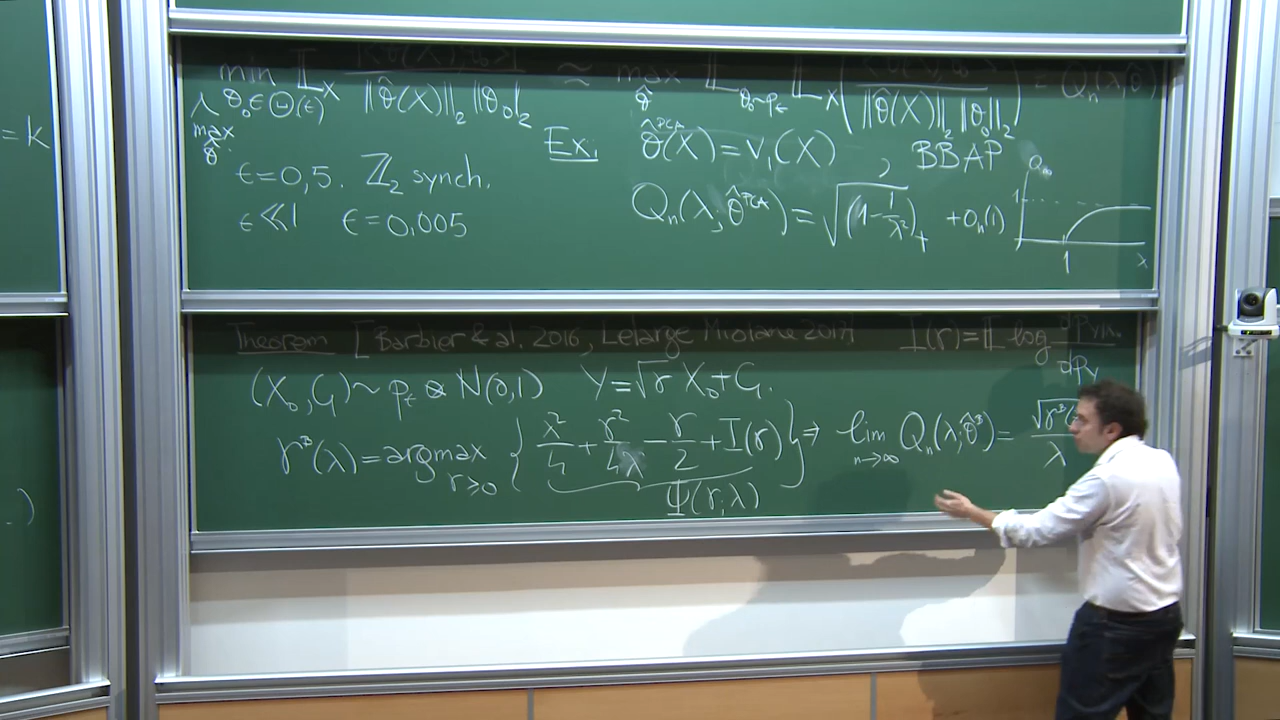 = k
min 𝔼_X ‖θ̂(X)‖₂ ‖θ₀‖₂ ≈ max_θ̂ 𝔼_{θ₀~p_ε} 𝔼_X ( ‖θ̂(X)‖₂ ‖θ₀‖₂ ) = Q_n(λ; θ̂)
λ θ₀∈Θ(ε)
max θ̂
Ex. θ̂^PCA(X) = V₁(X) , BBAP
ε=0,5. ℤ₂ synch.
ε≪1 ε=0,005
Q_n(λ; θ̂^PCA) = √((1-1/λ²)₊) + o_n(1)
1
1 λ
Theorem [Barbier & al. 2016, Lelarge Miolane 2017]
I(r) = 𝔼 log dp_{Y|X₀}/dp_Y
(X₀, G) ~ p_ε ⊗ N(0,1) Y = √r X₀ + G.
r*(λ) = argmax_{r≥0} { λ²/4 + r²/4λ - r/2 + I(r) } ⇒ lim_{n→∞} Q_n(λ; θ̂^B) = √r*( / λ
Ψ(r; λ)
.)